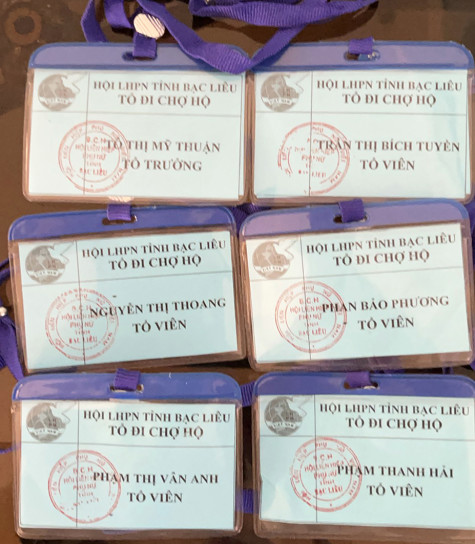 HỘI LHPN TỈNH BẠC LIÊU
TỔ ĐI CHỢ HỘ
TÔ THỊ MỸ THUẬN
TỔ TRƯỞNG
HỘI LHPN TỈNH BẠC LIÊU
TỔ ĐI CHỢ HỘ
TRẦN THỊ BÍCH TUYỀN
TỔ VIÊN
HỘI LHPN TỈNH BẠC LIÊU
TỔ ĐI CHỢ HỘ
NGUYỄN THỊ THOANG
TỔ VIÊN
HỘI LHPN TỈNH BẠC LIÊU
TỔ ĐI CHỢ HỘ
PHAN BẢO PHƯƠNG
TỔ VIÊN
HỘI LHPN TỈNH BẠC LIÊU
TỔ ĐI CHỢ HỘ
PHẠM THỊ VÂN ANH
TỔ VIÊN
HỘI LHPN TỈNH BẠC LIÊU
TỔ ĐI CHỢ HỘ
PHẠM THANH HẢI
TỔ VIÊN